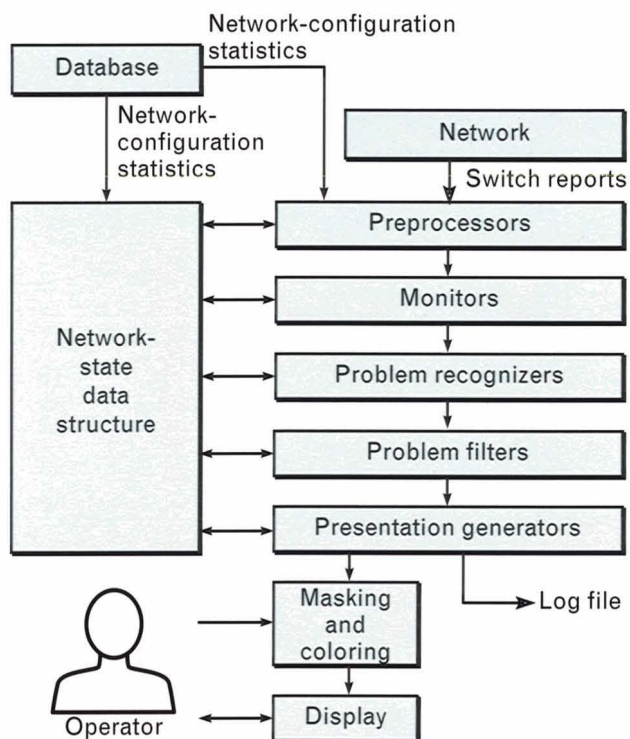 Network-configuration
statistics
Database
Network-
configuration
statistics
Network
Switch reports
Preprocessors
Monitors
Network-
state
data
structure
Problem recognizers
Problem filters
Presentation generators
Masking
and
coloring
Log file
Operator
Display